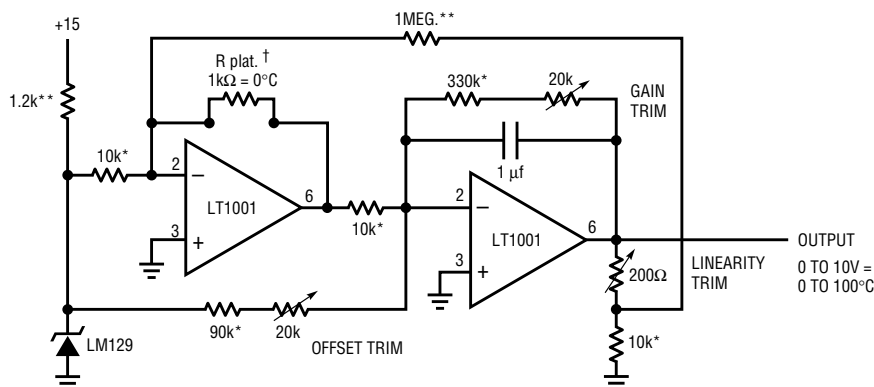 +15
1MEG.**
R plat. †
1kΩ = 0°C
330k*
20k
GAIN
TRIM
1.2k**
10k*
2
6
3
LT1001
10k*
1 µf
2
6
3
LT1001
OUTPUT
0 TO 10V =
0 TO 100°C
LINEARITY
TRIM
200Ω
90k*
20k
OFFSET TRIM
LM129
10k*